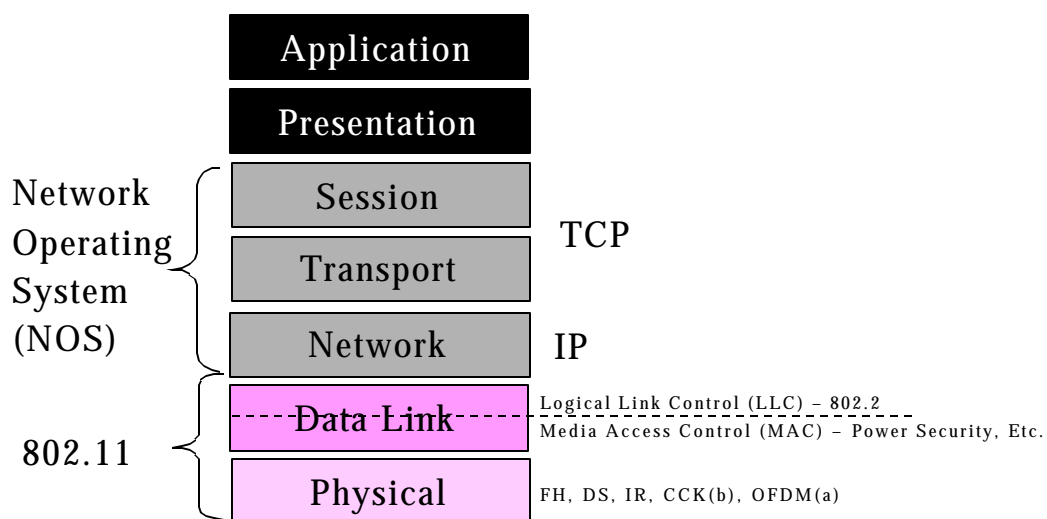 Application
Presentation
Network
Operating
System
(NOS)
Session
TCP
Transport
Network
IP
802.11
Data Link
Logical Link Control (LLC) – 802.2
Media Access Control (MAC) – Power Security, Etc.
Physical
FH, DS, IR, CCK(b), OFDM(a)